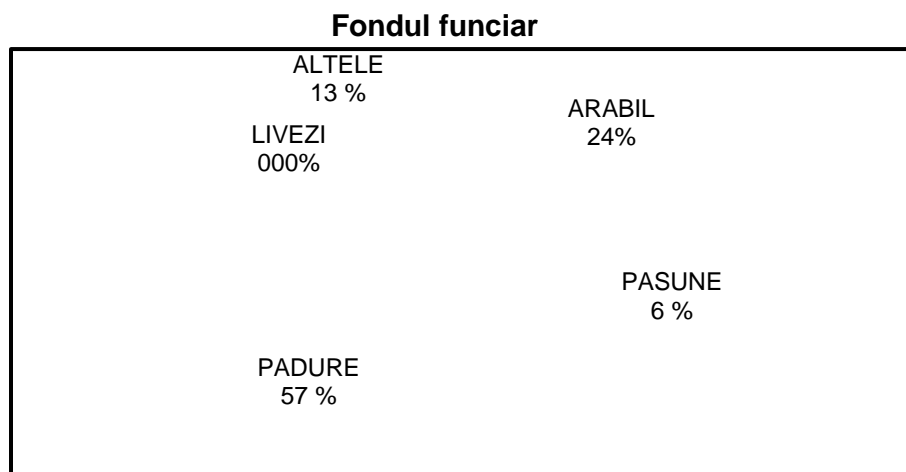 Fondul funciar
ALTELE
13 %
ARABIL
24%
LIVEZI
000%
PASUNE
6 %
PADURE
57 %